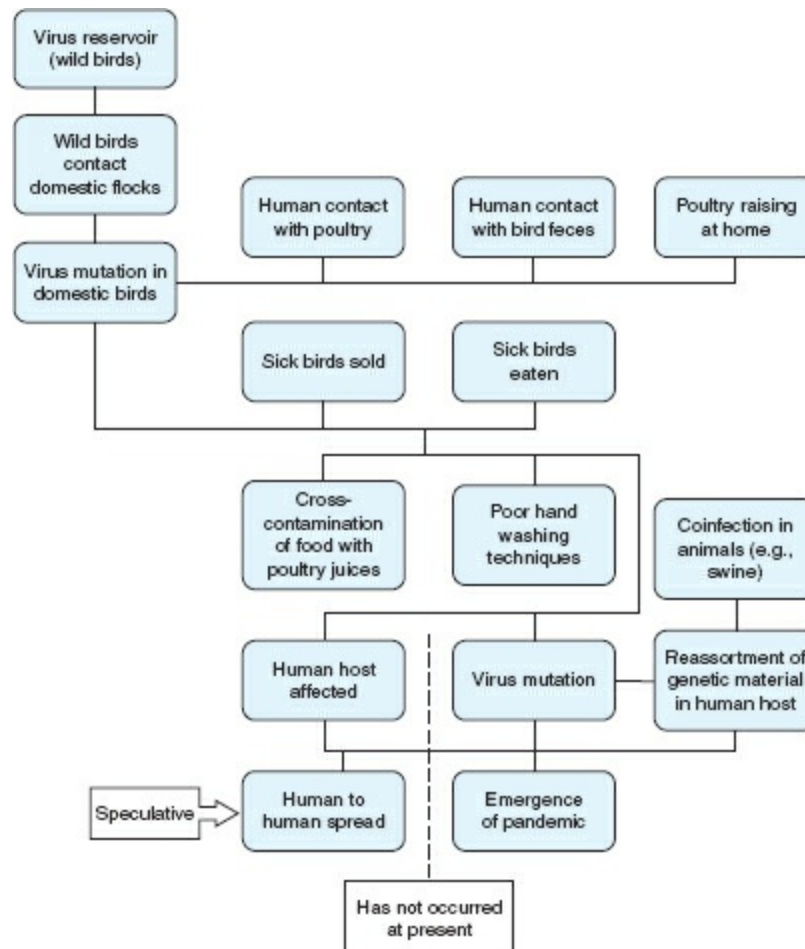 Virus reservoir
(wild birds)
Wild birds
contact
domestic flocks
Human contact
with poultry
Human contact
with bird feces
Poultry raising
at home
Virus mutation in
domestic birds
Sick birds sold
Sick birds
eaten
Cross-
contamination
of food with
poultry juices
Poor hand
washing
techniques
Coinfection in
animals (e.g.,
swine)
Human host
affected
Virus mutation
Reassortment of
genetic material
in human host
Speculative
Human to
human spread
Emergence
of pandemic
Has not occurred
at present